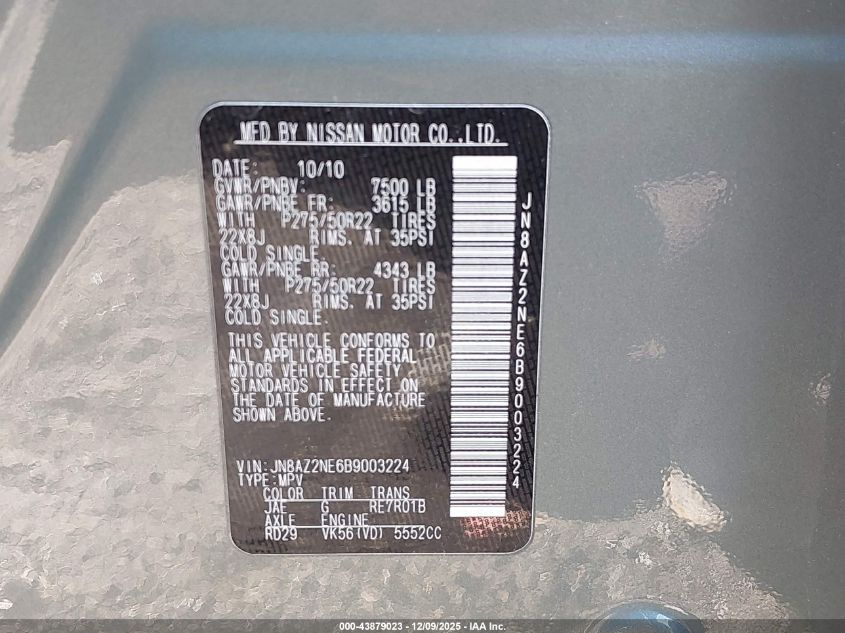 MFD BY NISSAN MOTOR CO.,LTD.
DATE: 10/10
GVWR/PNBV: 7500 LB
GAWR/PNBE FR: 3615 LB
WITH P275/50R22 TIRES
22X8J RIMS. AT 35PSI
COLD SINGLE.
GAWR/PNBE RR: 4343 LB
WITH P275/50R22 TIRES
22X8J RIMS. AT 35PSI
COLD SINGLE.
THIS VEHICLE CONFORMS TO
ALL APPLICABLE FEDERAL
MOTOR VEHICLE SAFETY
STANDARDS IN EFFECT ON
THE DATE OF MANUFACTURE
SHOWN ABOVE.
VIN:JN8AZ2NE6B9003224
TYPE:MPV
COLOR TRIM TRANS
JAE G RE7R01B
AXLE ENGINE
RD29 VK56(VD) 5552CC
JN8AZ2NE6B9003224
000-43879023 - 12/09/2025 - IAA Inc.